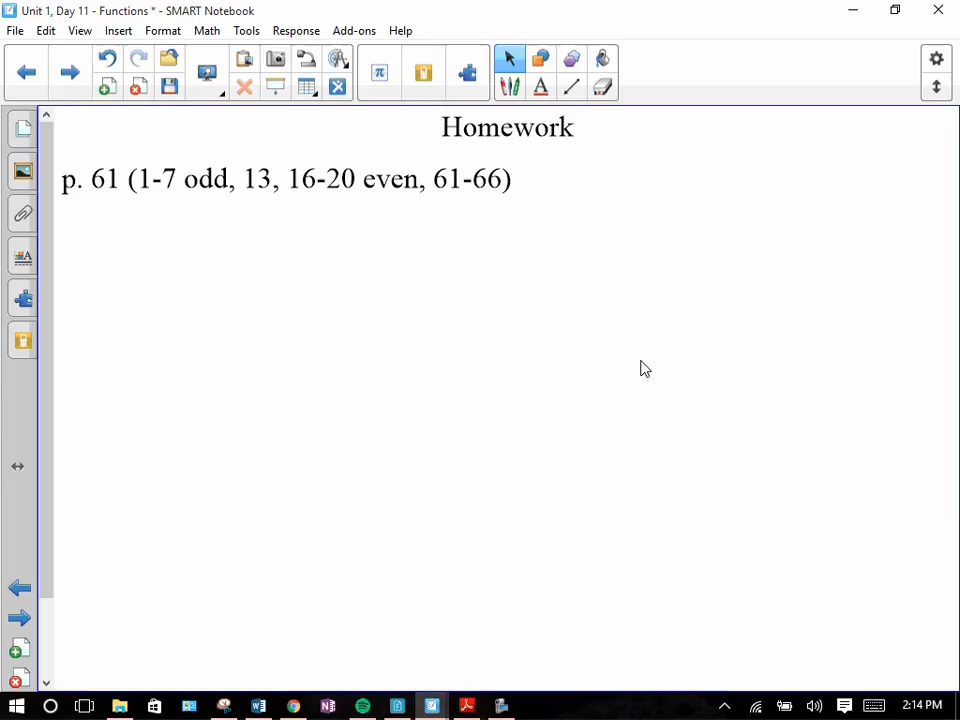 Unit 1, Day 11 - Functions * - SMART Notebook
File Edit View Insert Format Math Tools Response Add-ons Help
Homework
p. 61 (1-7 odd, 13, 16-20 even, 61-66)
2:14 PM